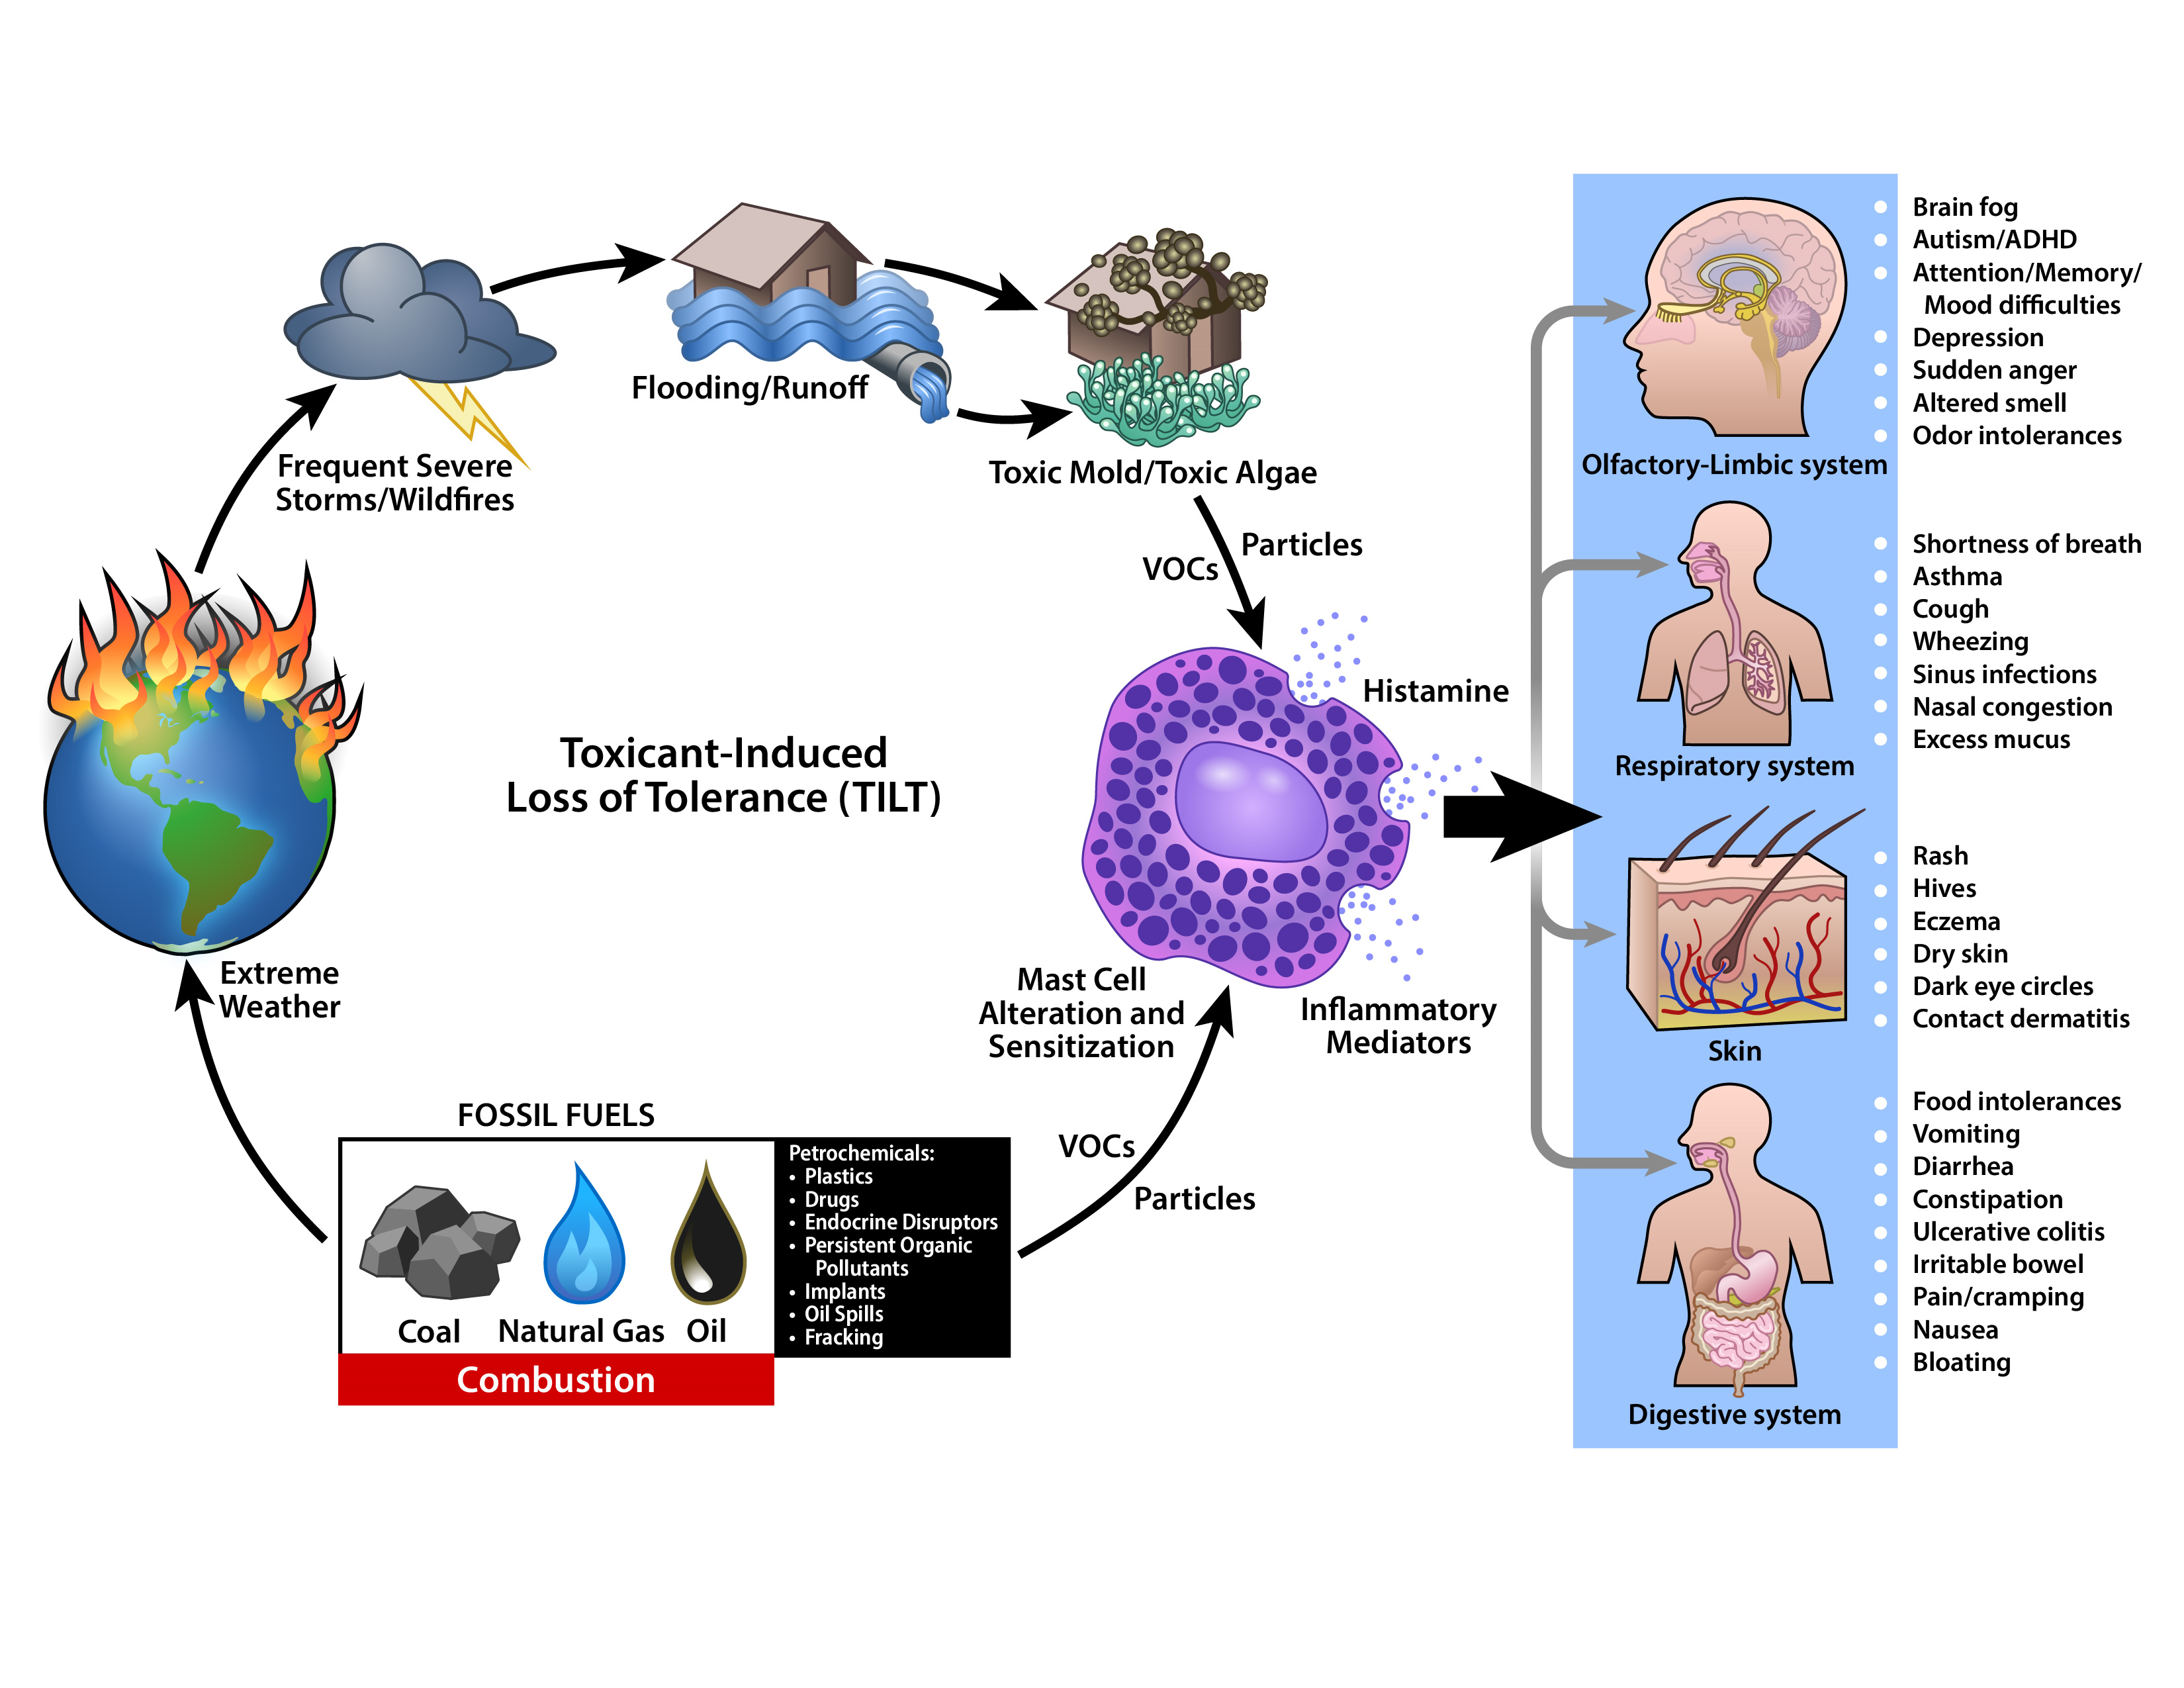 Toxicant-Induced
Loss of Tolerance (TILT)
FOSSIL FUELS
Coal
Natural Gas
Oil
Combustion
Petrochemicals:
• Plastics
• Drugs
• Endocrine Disruptors
• Persistent Organic
Pollutants
• Implants
• Oil Spills
• Fracking
Extreme
Weather
Frequent Severe
Storms/Wildfires
Flooding/Runoff
Toxic Mold/Toxic Algae
VOCs
Particles
VOCs
Particles
Mast Cell
Alteration and
Sensitization
Histamine
Inflammatory
Mediators
Olfactory-Limbic system
• Brain fog
• Autism/ADHD
• Attention/Memory/
Mood difficulties
• Depression
• Sudden anger
• Altered smell
• Odor intolerances
Respiratory system
• Shortness of breath
• Asthma
• Cough
• Wheezing
• Sinus infections
• Nasal congestion
• Excess mucus
Skin
• Rash
• Hives
• Eczema
• Dry skin
• Dark eye circles
• Contact dermatitis
Digestive system
• Food intolerances
• Vomiting
• Diarrhea
• Constipation
• Ulcerative colitis
• Irritable bowel
• Pain/cramping
• Nausea
• Bloating